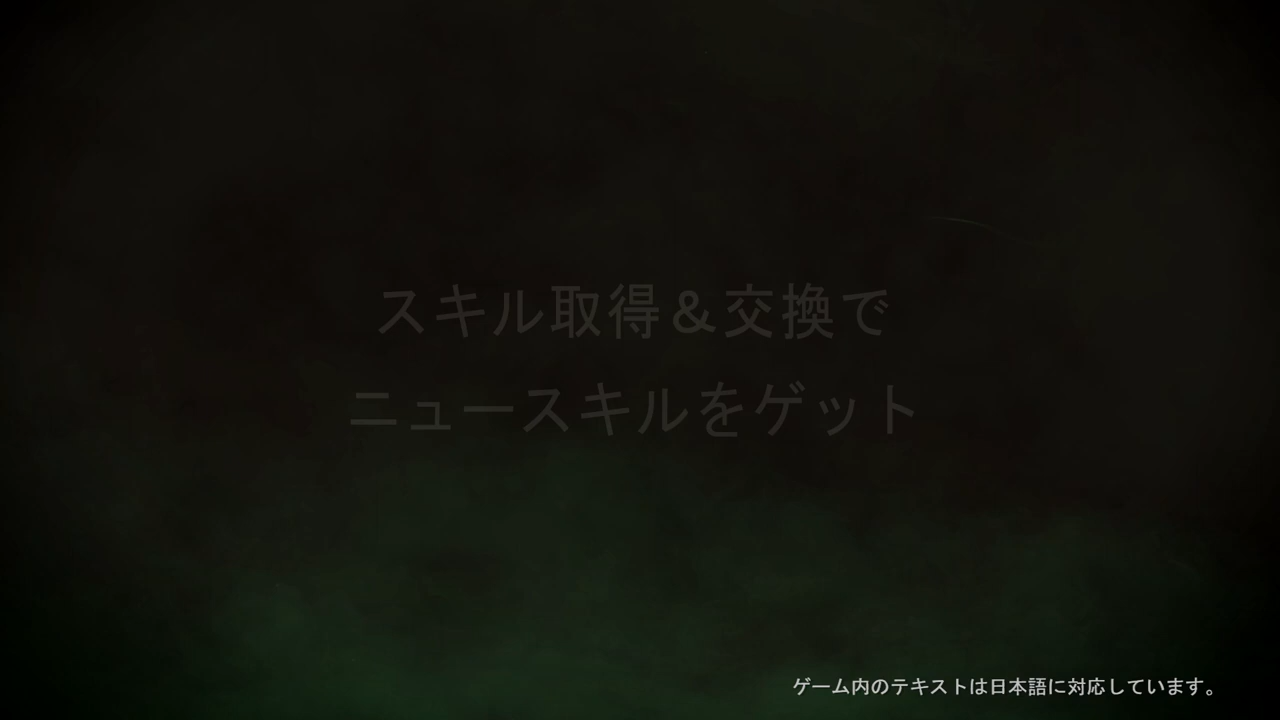 スキル取得＆交換で
ニュースキルをゲット
ゲーム内のテキストは日本語に対応しています。